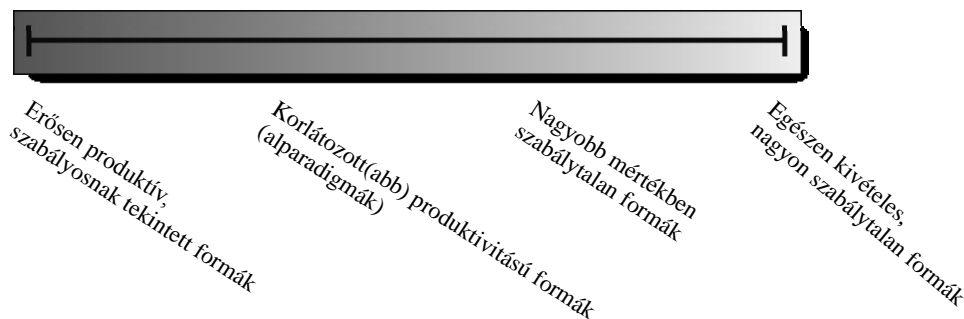 Erősen produktív,
szabályosnak tekintett formák
Korlátozott(abb) produktivitású formák
(alparadigmák)
Nagyobb mértékben
szabálytalan formák
Egészen kivételes,
nagyon szabálytalan formák